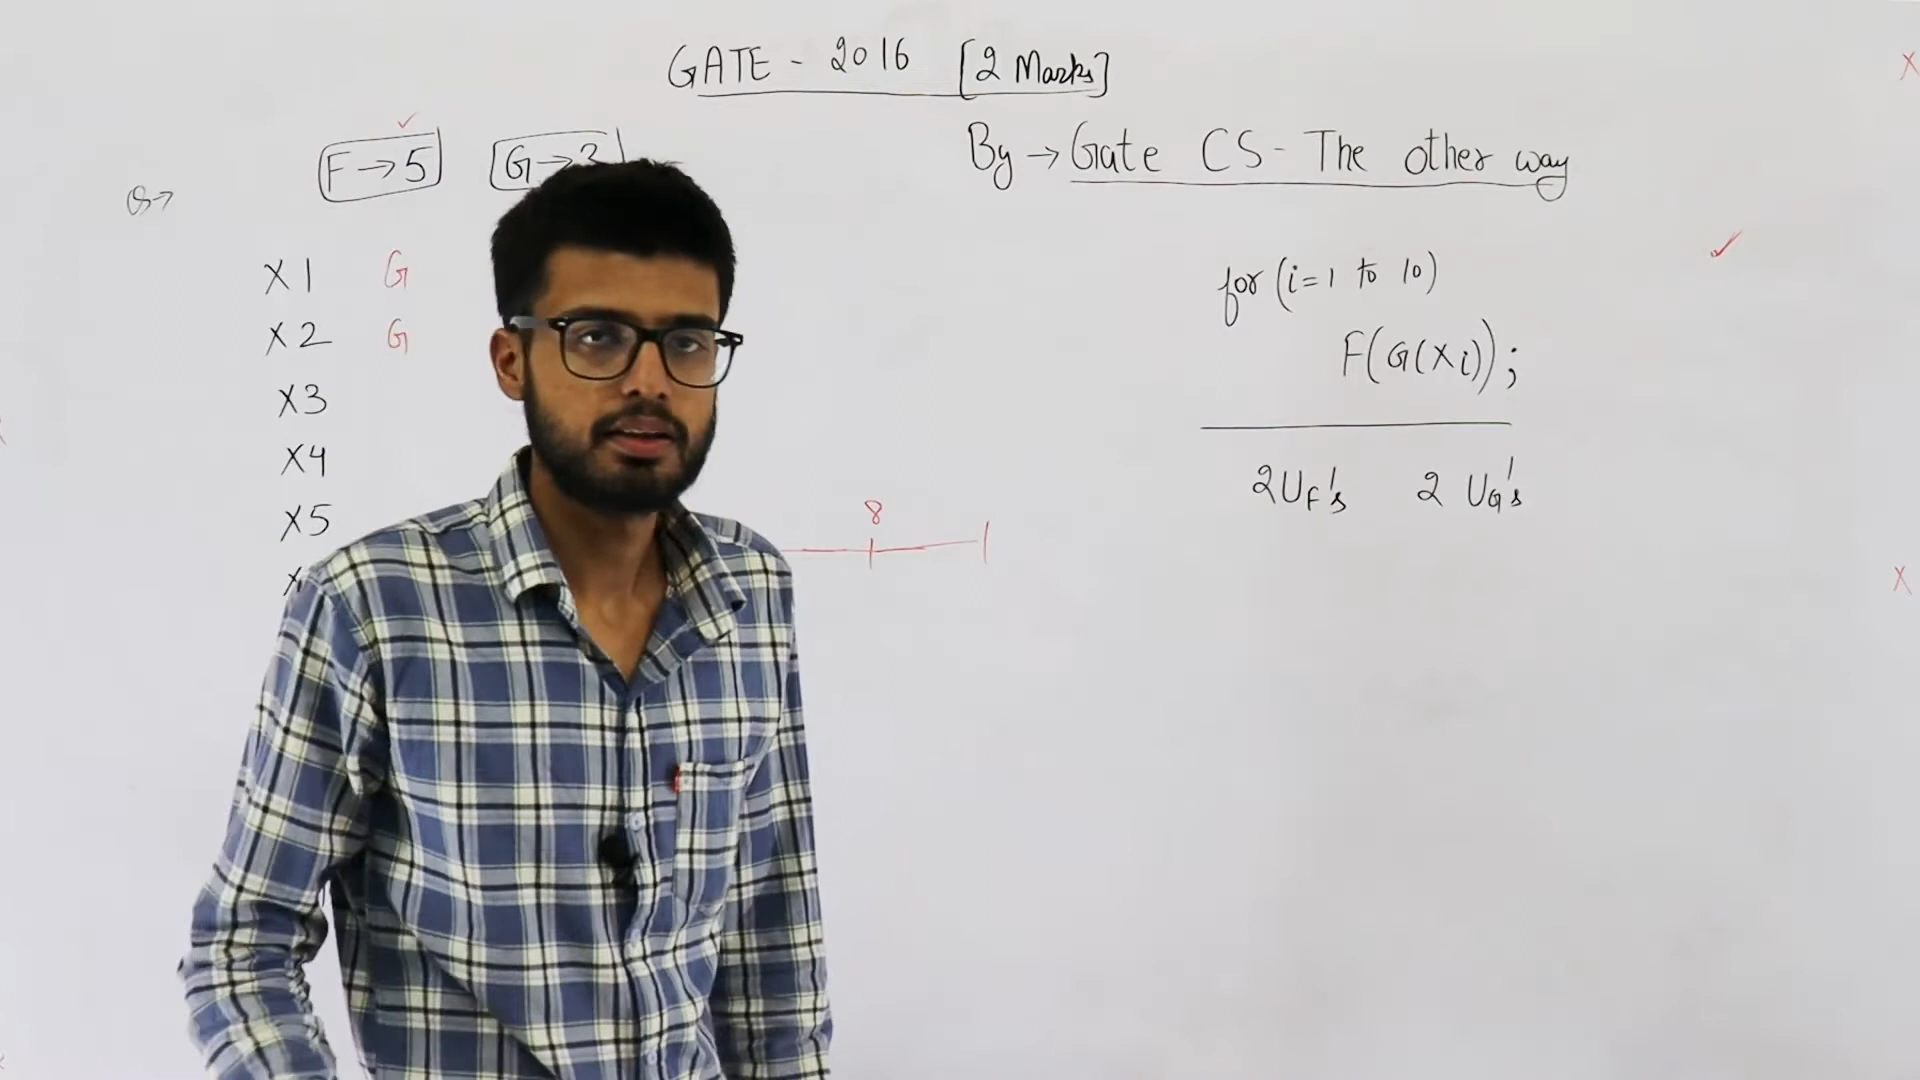 GATE - 2016 [2 Marks]
By → Gate CS - The other way
F → 5
G → 3
Q →
X1 G
X2 G
X3
X4
X5
8
for (i=1 to 10)
F(G(Xi));
2UF's 2 UG's